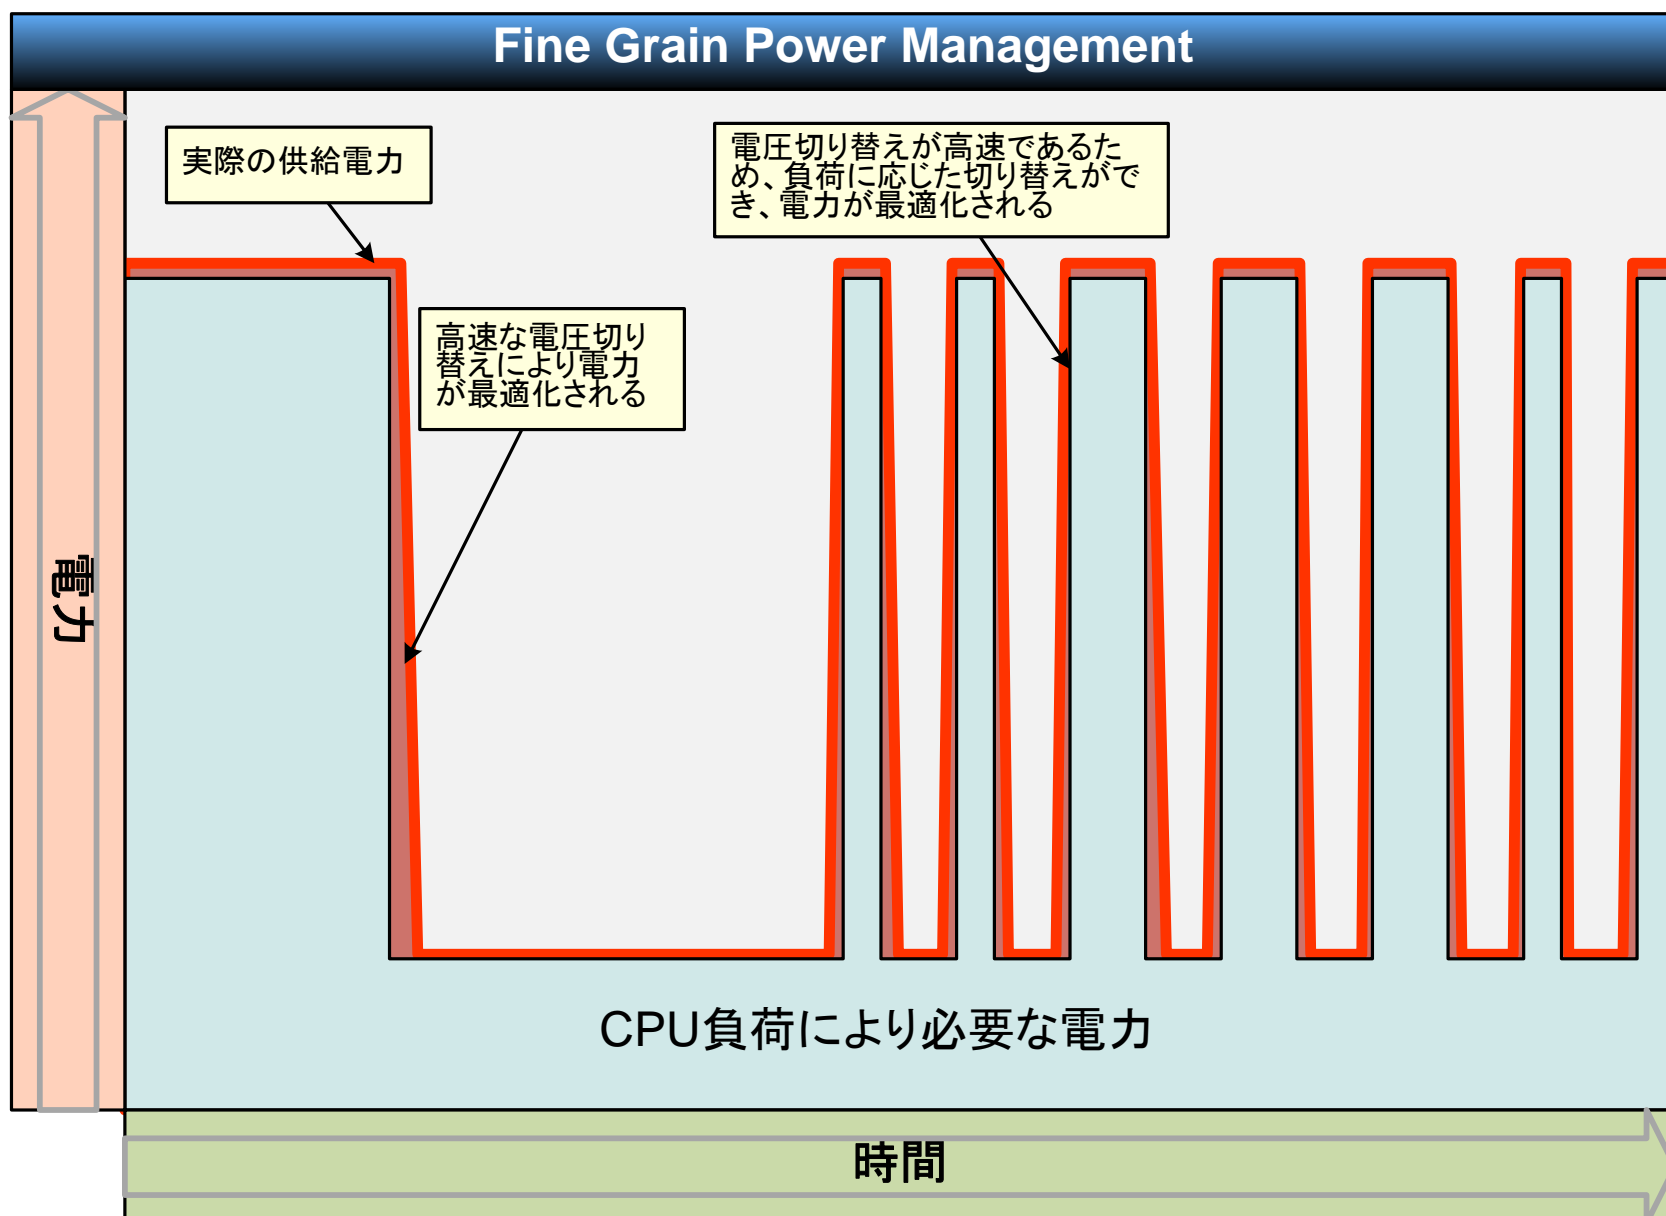 Fine Grain Power Management
実際の供給電力
電圧切り替えが高速であるた
め、負荷に応じた切り替えがで
き、電力が最適化される
高速な電圧切り
替えにより電力
が最適化される
電力
CPU負荷により必要な電力
時間